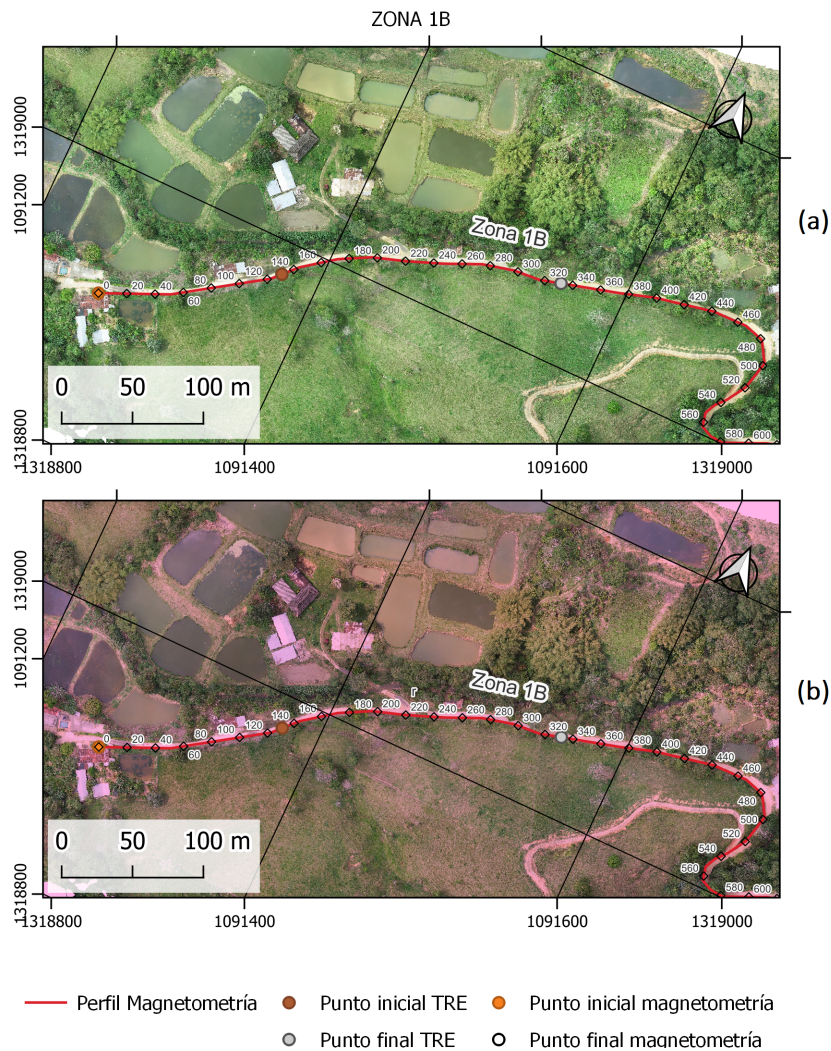 ZONA 1B
1319000
1091200
1318800
(a)
Zona 1B
0 20 40 60 80 100 120 140 160 180 200 220 240 260 280 300 320 340 360 380 400 420 440 460 480 500 520 540 560 580 600
0 50 100 m
1318800 1091400 1091600 1319000
1319000
1091200
1318800
(b)
r
Zona 1B
0 20 40 60 80 100 120 140 160 180 200 220 240 260 280 300 320 340 360 380 400 420 440 460 480 500 520 540 560 580 600
0 50 100 m
1318800 1091400 1091600 1319000
Perfil Magnetometría Punto inicial TRE Punto inicial magnetometría
Punto final TRE Punto final magnetometría